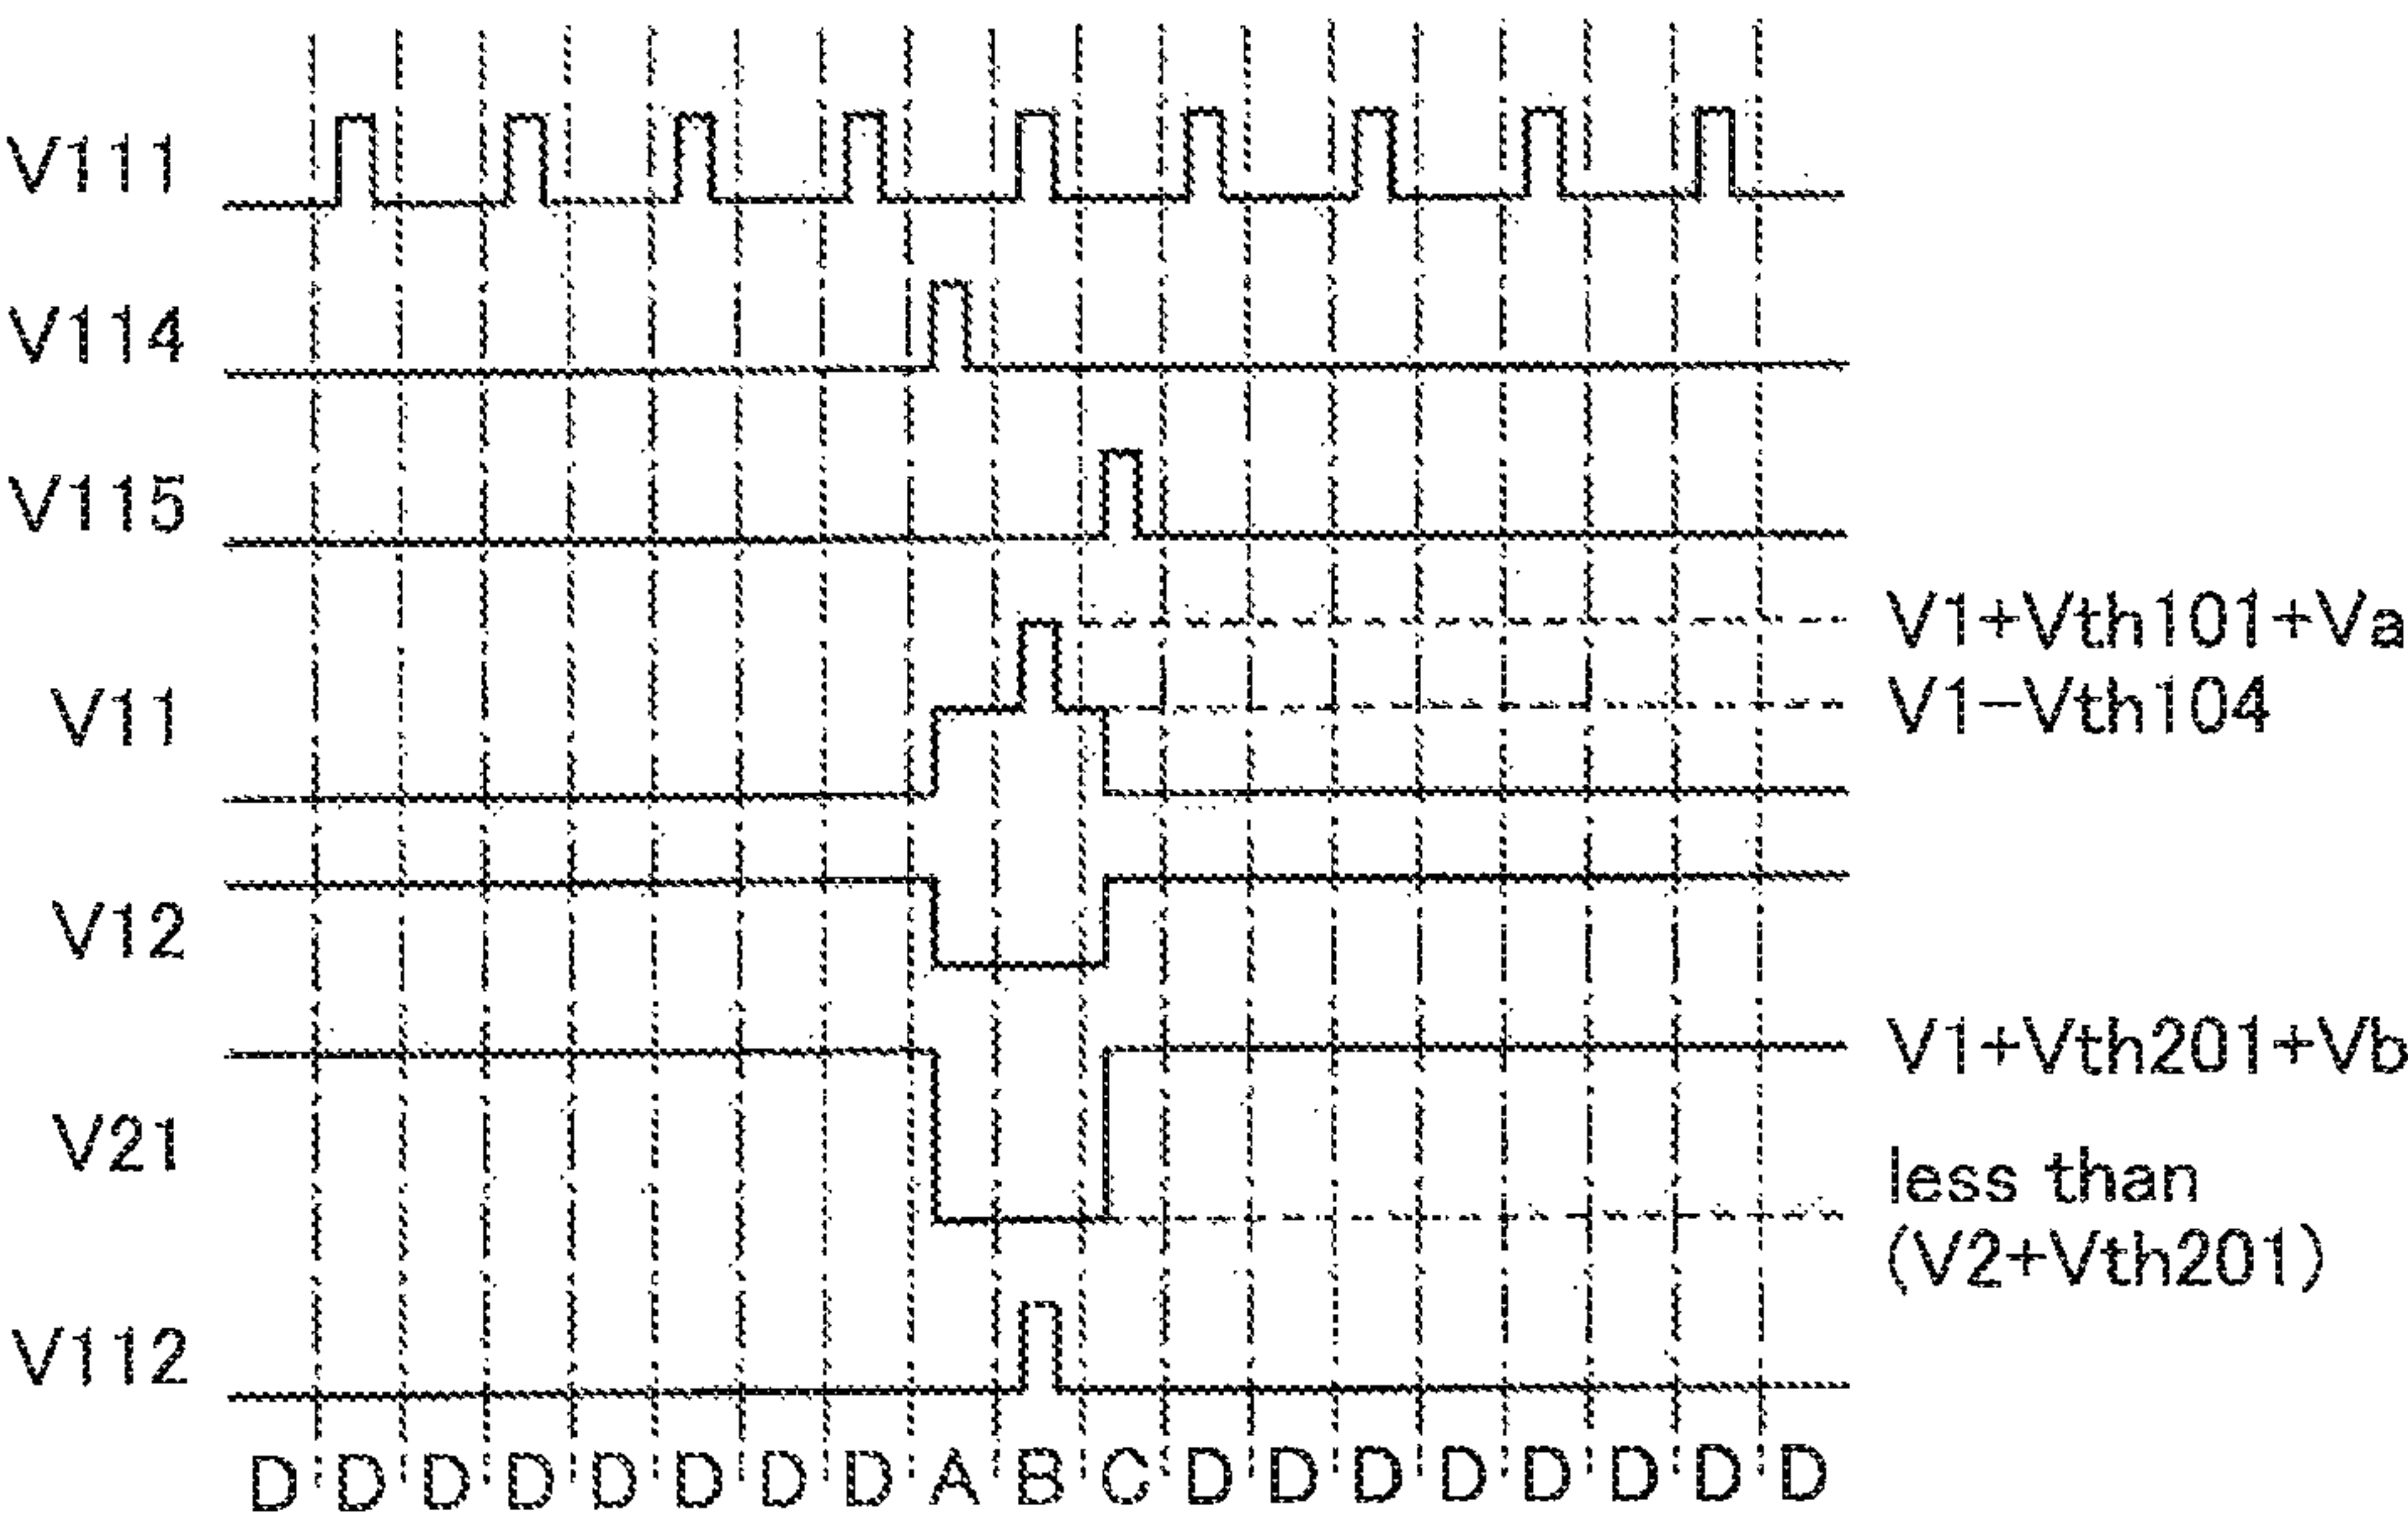 V111
V114
V115
V1+Vth101+Va
V11
V1-Vth104
V12
V1+Vth201+Vb
V21
less than
(V2+Vth201)
V112
D D D D D D D D A B C D D D D D D D D